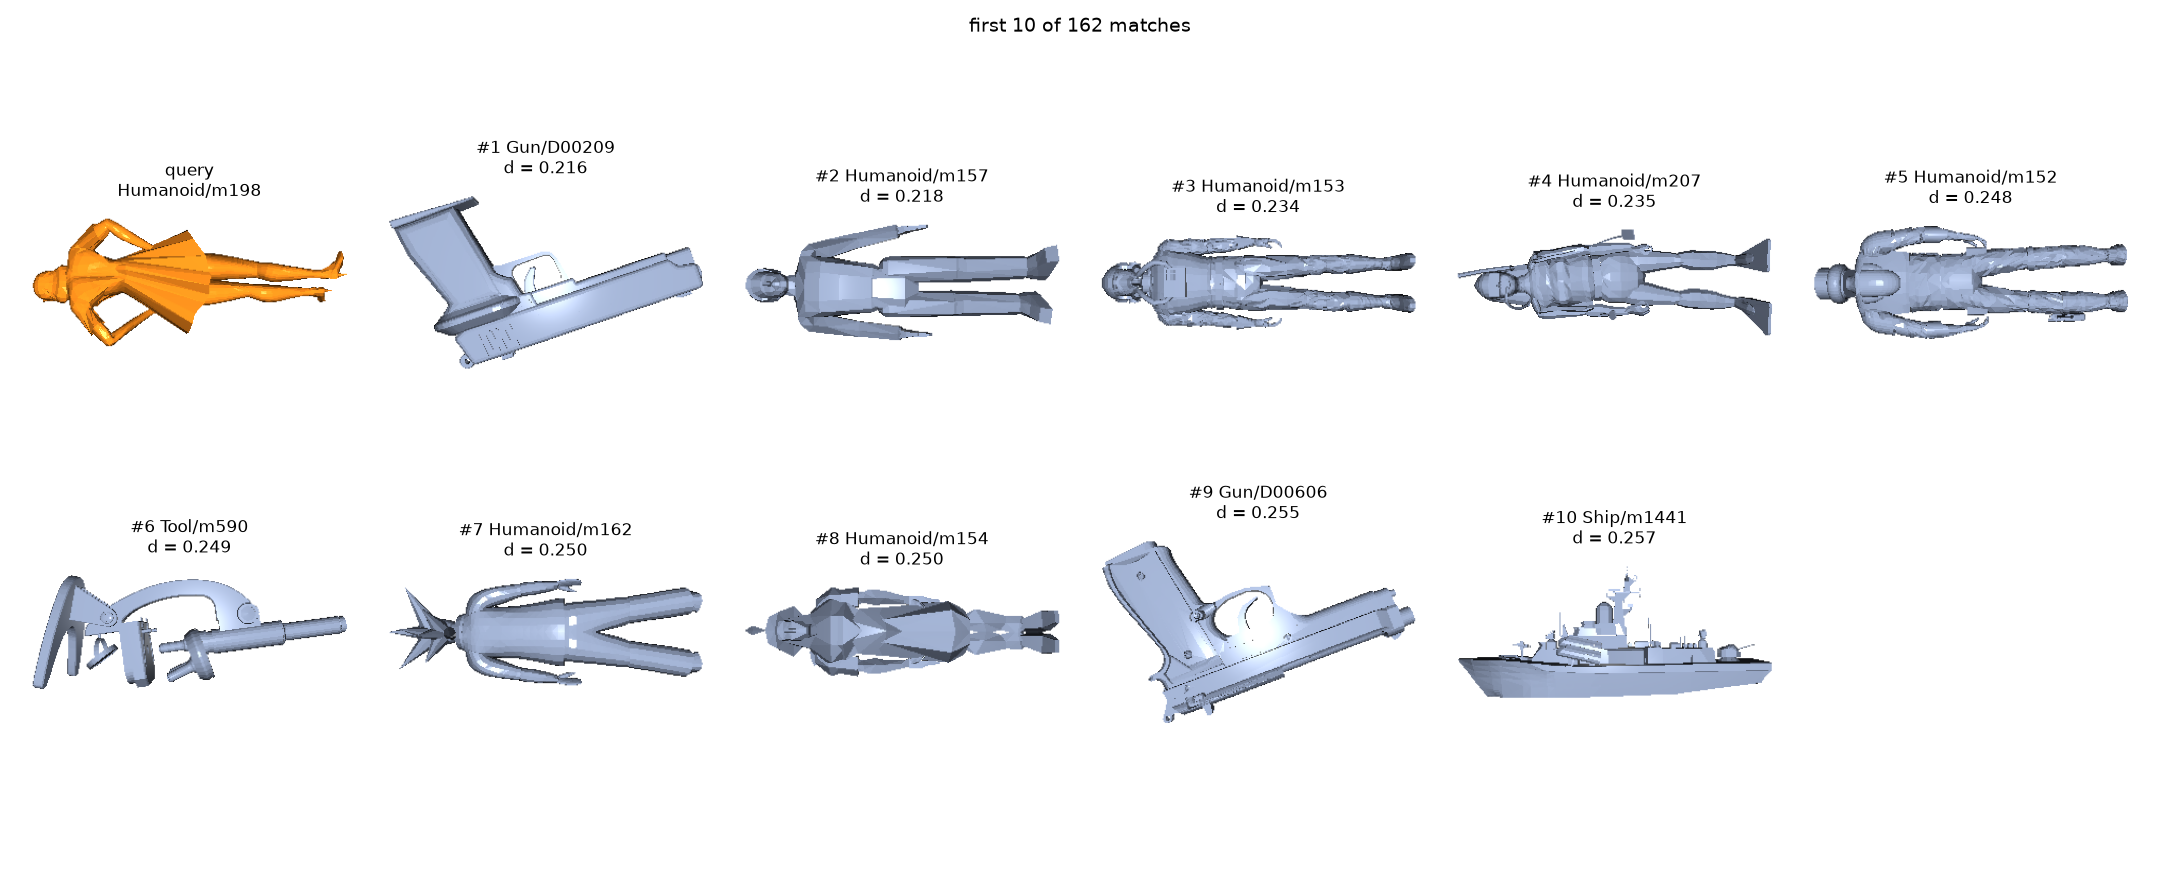 first 10 of 162 matches
query
Humanoid/m198
#1 Gun/D00209
d = 0.216
#2 Humanoid/m157
d = 0.218
#3 Humanoid/m153
d = 0.234
#4 Humanoid/m207
d = 0.235
#5 Humanoid/m152
d = 0.248
#6 Tool/m590
d = 0.249
#7 Humanoid/m162
d = 0.250
#8 Humanoid/m154
d = 0.250
#9 Gun/D00606
d = 0.255
#10 Ship/m1441
d = 0.257